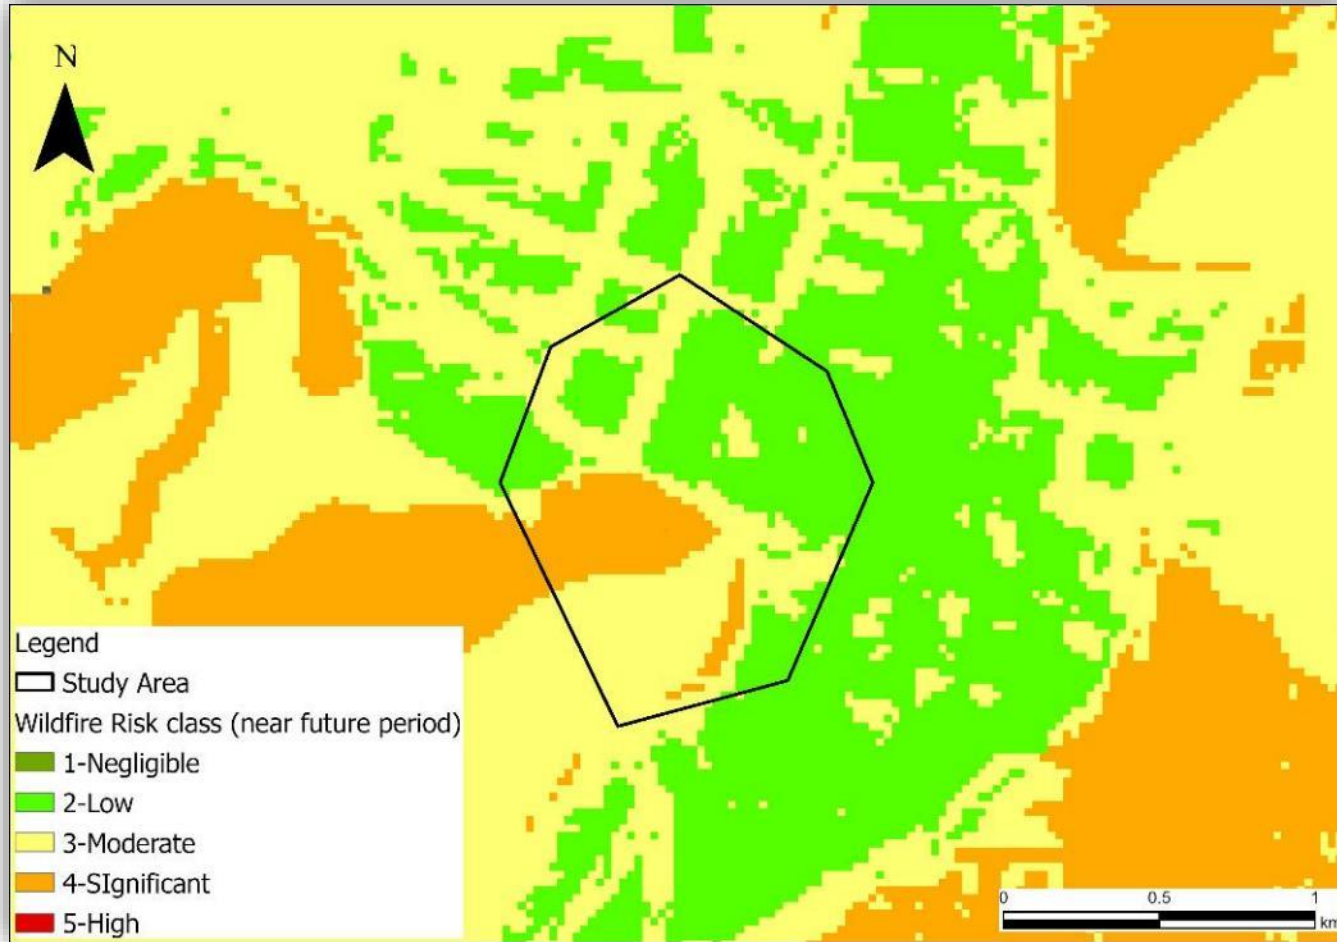 N
Legend
Study Area
Wildfire Risk class (near future period)
1-Negligible
2-Low
3-Moderate
4-SIgnificant
5-High
0 0.5 1
km